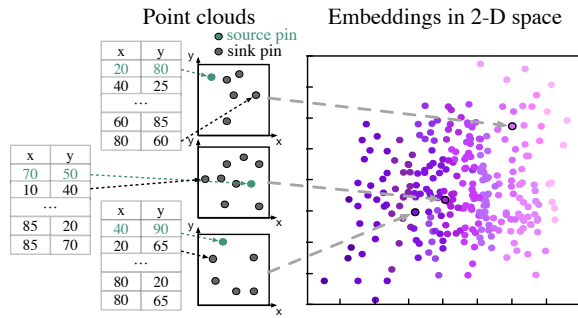 Point clouds
Embeddings in 2-D space
source pin
sink pin
x y
20 80
40 25
...
60 85
80 60
y
x
x y
70 50
10 40
...
85 20
85 70
y
x
x y
40 90
20 65
...
80 20
80 65
y
x